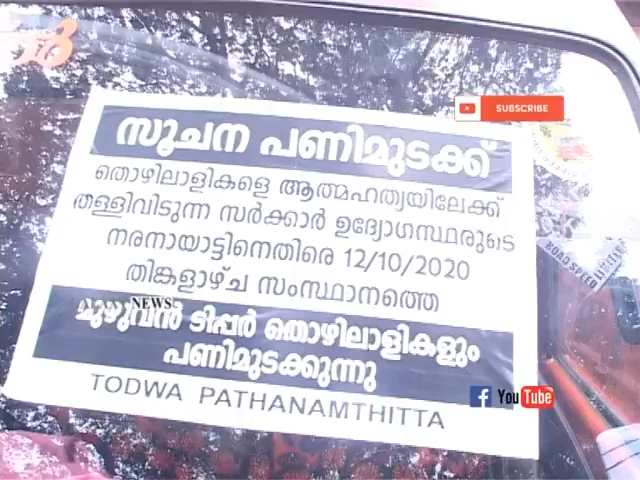 SUBSCRIBE
സൂചന പണിമുടക്ക്
തൊഴിലാളികളെ ആത്മഹത്യയിലേക്ക്
തള്ളിവിടുന്ന സർക്കാർ ഉദ്യോഗസ്ഥരുടെ
നരനായാട്ടിനെതിരെ 12/10/2020
തിങ്കളാഴ്ച സംസ്ഥാനത്തെ
NEWS
മുഴുവൻ ടിപ്പർ തൊഴിലാളികളും
പണിമുടക്കുന്നു
TODWA PATHANAMTHITTA
f YouTube